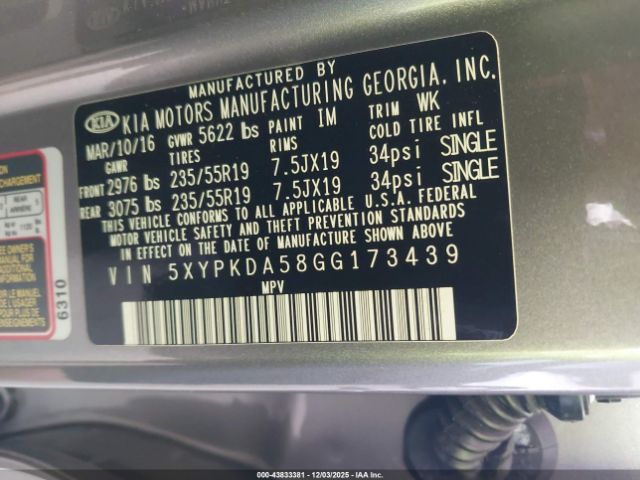 MANUFACTURED BY
KIA KIA MOTORS MANUFACTURING GEORGIA, INC.
MAR/10/16 GVWR 5622 lbs PAINT IM TRIM WK
GAWR TIRES RIMS COLD TIRE INFL
FRONT 2976 lbs 235/55R19 7.5JX19 34psi SINGLE
REAR 3075 lbs 235/55R19 7.5JX19 34psi SINGLE
THIS VEHICLE CONFORMS TO ALL APPLICABLE U.S.A. FEDERAL
MOTOR VEHICLE SAFETY AND THEFT PREVENTION STANDARDS
IN EFFECT ON THE DATE OF MANUFACTURE SHOWN ABOVE.
VIN 5XYPKDA58GG173439
MPV
CHARGEMENT
6310
000-43833381 - 12/03/2025 - IAA Inc.